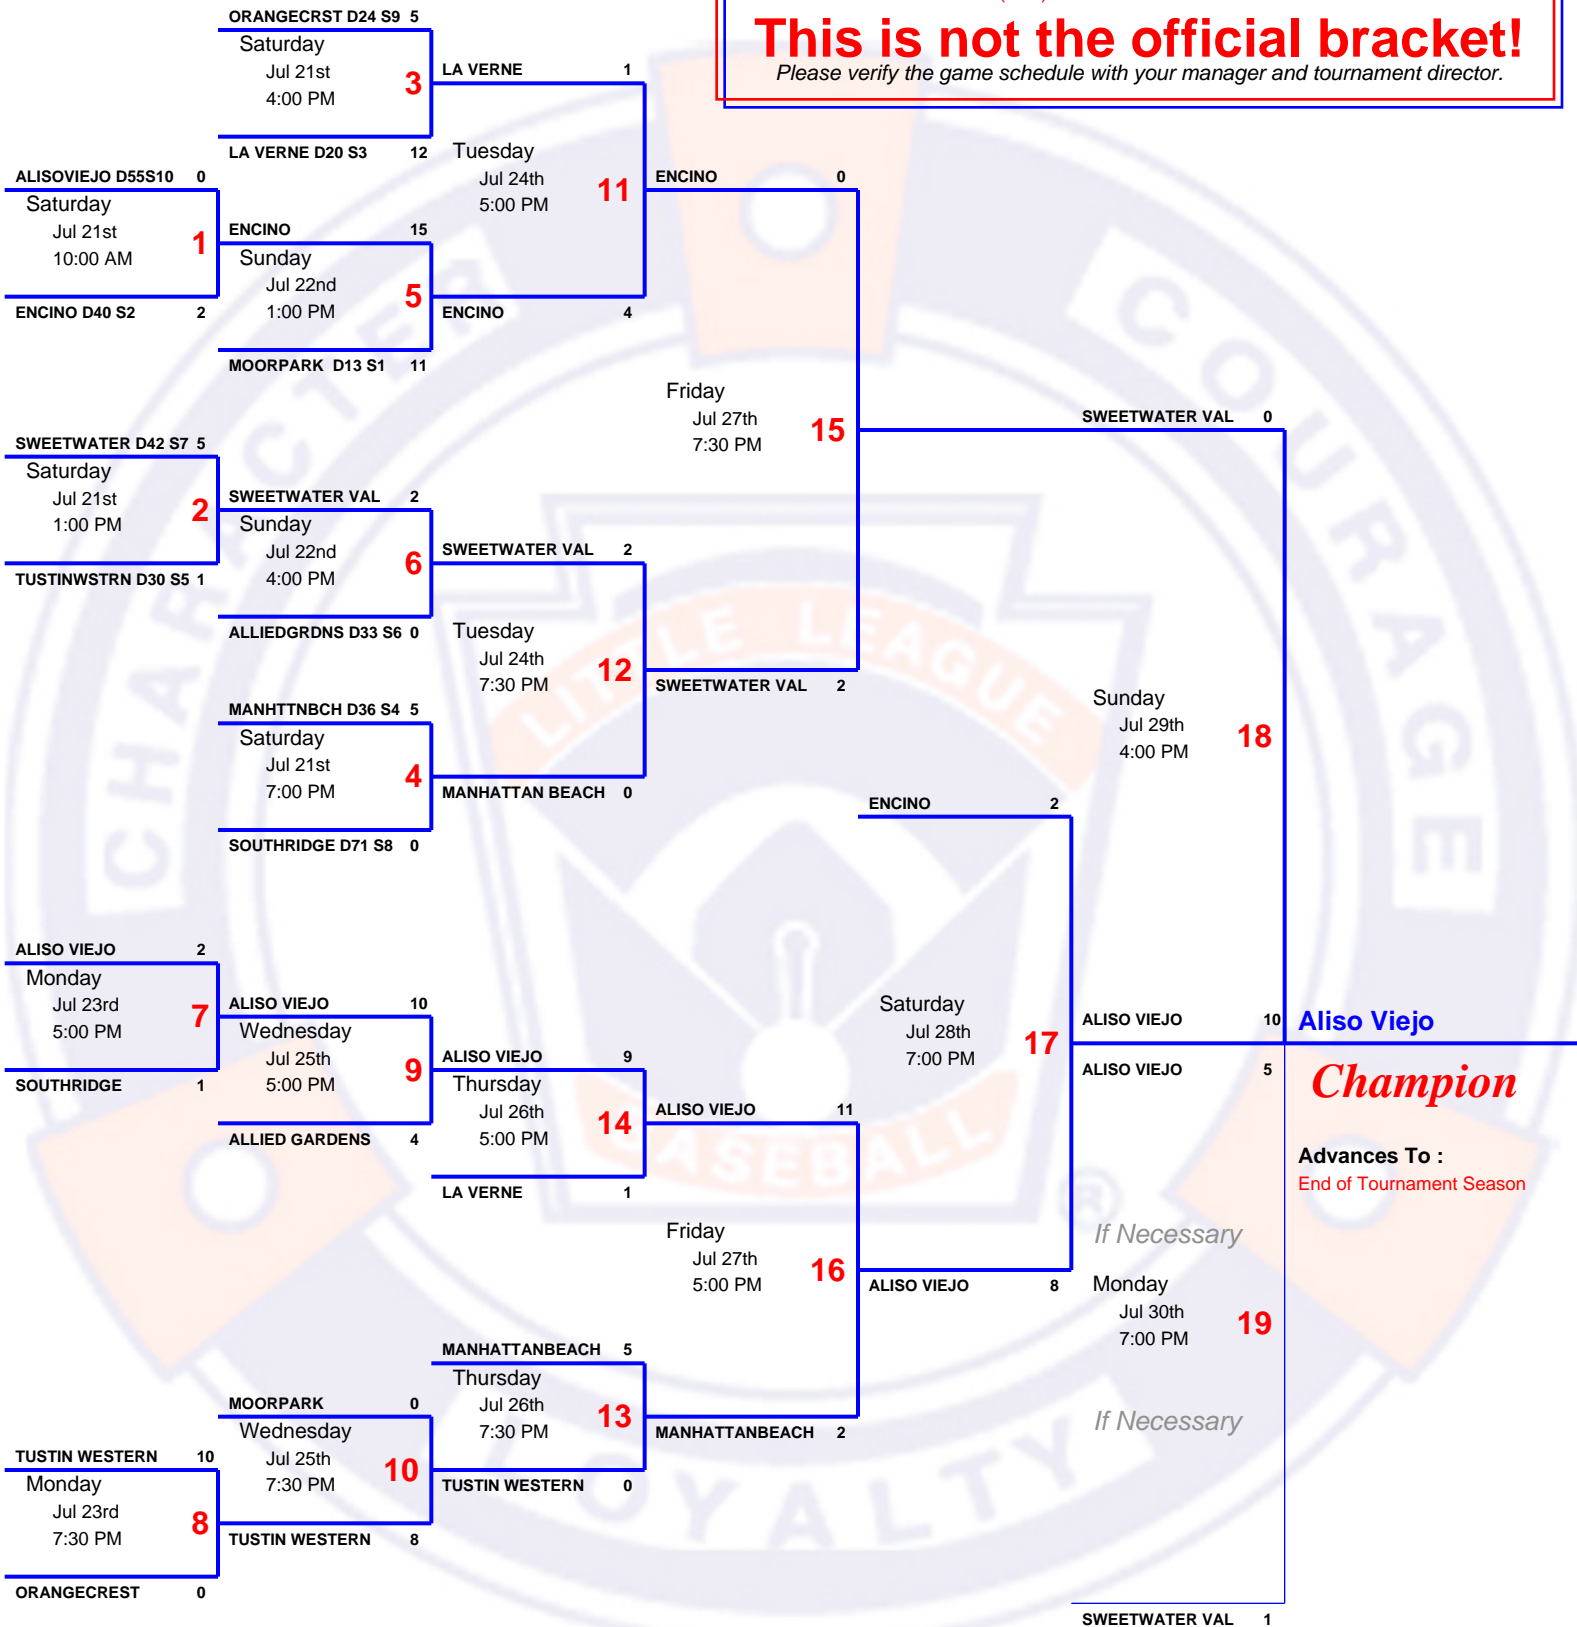 This is not the official bracket!
Please verify the game schedule with your manager and tournament director.
ORANGECRST D24 S9 5
Saturday
Jul 21st
4:00 PM
3
LA VERNE D20 S3 12
ALISOVIEJO D55S10 0
Saturday
Jul 21st
10:00 AM
1
ENCINO D40 S2 2
ENCINO 15
Sunday
Jul 22nd
1:00 PM
5
MOORPARK D13 S1 11
LA VERNE 1
Tuesday
Jul 24th
5:00 PM
11
ENCINO 4
SWEETWATER D42 S7 5
Saturday
Jul 21st
1:00 PM
2
TUSTINWSTRN D30 S5 1
SWEETWATER VAL 2
Sunday
Jul 22nd
4:00 PM
6
ALLIEDGRDNS D33 S6 0
MANHTTNBCH D36 S4 5
Saturday
Jul 21st
7:00 PM
4
SOUTHRIDGE D71 S8 0
SWEETWATER VAL 2
Tuesday
Jul 24th
7:30 PM
12
MANHATTAN BEACH 0
ENCINO 0
Friday
Jul 27th
7:30 PM
15
SWEETWATER VAL 2
ALISO VIEJO 2
Monday
Jul 23rd
5:00 PM
7
SOUTHRIDGE 1
ALISO VIEJO 10
Wednesday
Jul 25th
5:00 PM
9
ALLIED GARDENS 4
ALISO VIEJO 9
Thursday
Jul 26th
5:00 PM
14
LA VERNE 1
TUSTIN WESTERN 10
Monday
Jul 23rd
7:30 PM
8
ORANGECREST 0
MOORPARK 0
Wednesday
Jul 25th
7:30 PM
10
TUSTIN WESTERN 8
MANHATTANBEACH 5
Thursday
Jul 26th
7:30 PM
13
TUSTIN WESTERN 0
ALISO VIEJO 11
Friday
Jul 27th
5:00 PM
16
MANHATTANBEACH 2
ENCINO 2
Saturday
Jul 28th
7:00 PM
17
ALISO VIEJO 8
SWEETWATER VAL 0
Sunday
Jul 29th
4:00 PM
18
ALISO VIEJO 10
ALISO VIEJO 5
If Necessary
Monday
Jul 30th
7:00 PM
19
If Necessary
SWEETWATER VAL 1
Aliso Viejo
Champion
Advances To :
End of Tournament Season
CHARACTER
COURAGE
LOYALTY
LITTLE LEAGUE
BASEBALL
®